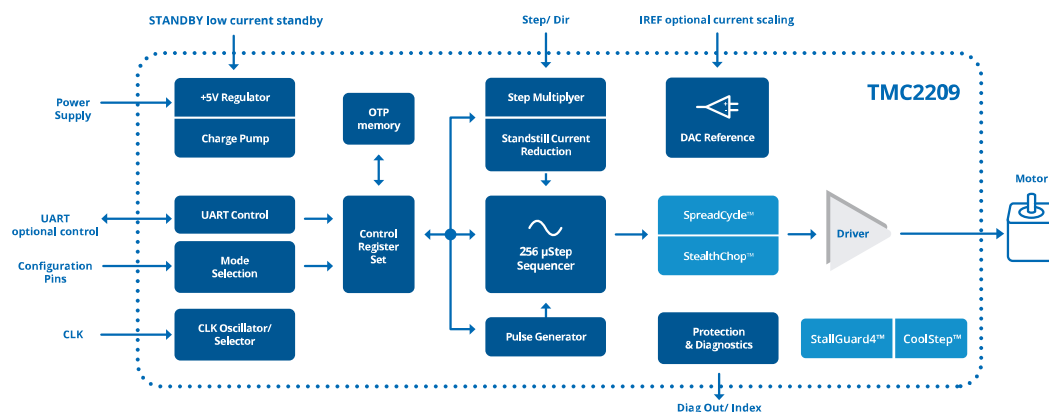 STANDBY low current standby
Step/ Dir
IREF optional current scaling
TMC2209
Power
Supply
+5V Regulator
Charge Pump
OTP
memory
Step Multiplyer
Standstill Current
Reduction
DAC Reference
Motor
UART
optional control
UART Control
Configuration
Pins
Mode
Selection
Control
Register
Set
256 µStep
Sequencer
SpreadCycle™
StealthChop™
Driver
CLK
CLK Oscillator/
Selector
Pulse Generator
Protection
& Diagnostics
StallGuard4™
CoolStep™
Diag Out/ Index